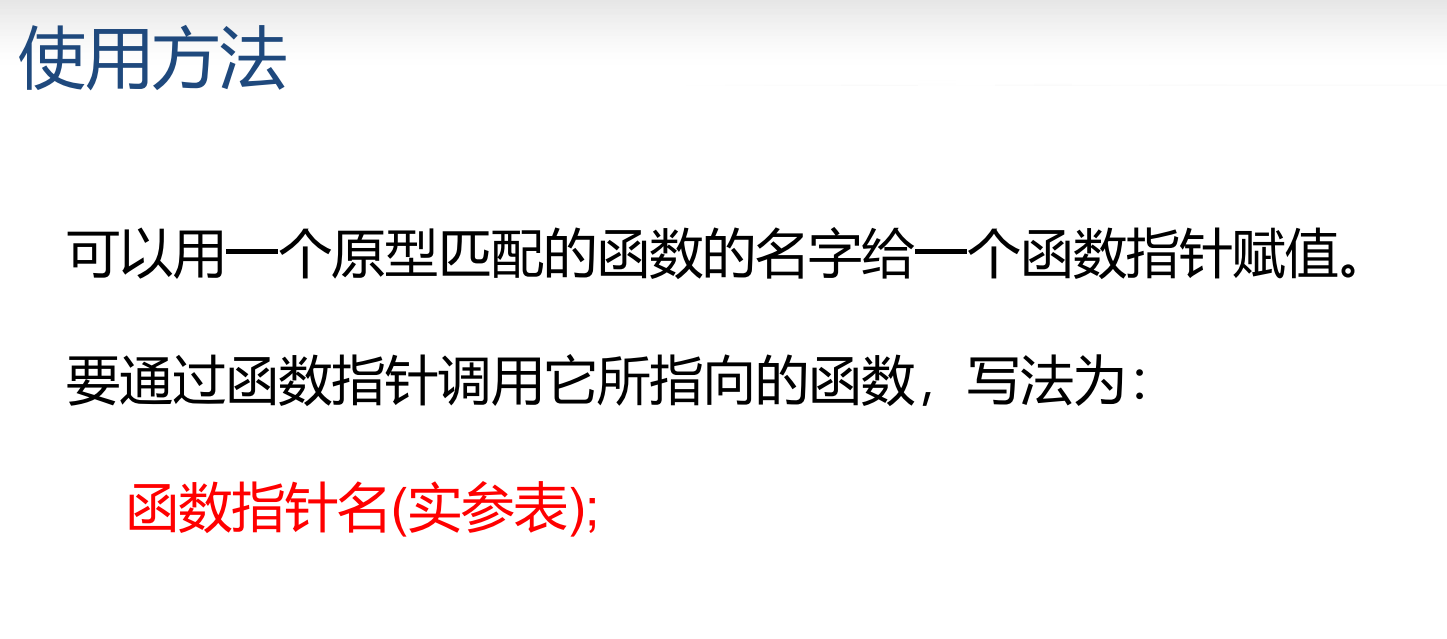 使用方法
可以用一个原型匹配的函数的名字给一个函数指针赋值。
要通过函数指针调用它所指向的函数，写法为：
函数指针名(实参表);